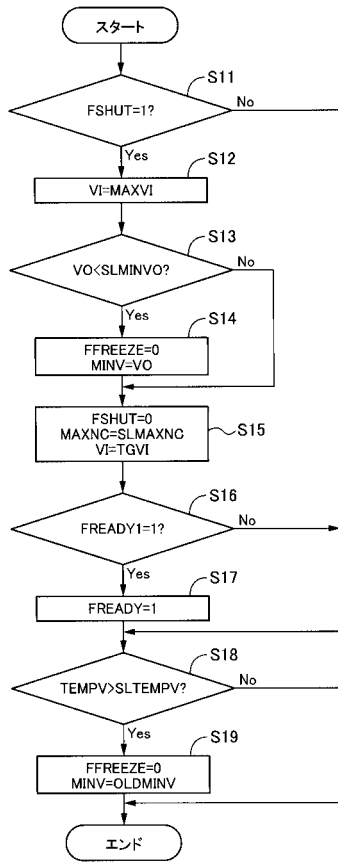 スタート
S11
FSHUT=1?
No
Yes
S12
VI=MAXVI
S13
VO<SLMINVO?
No
Yes
S14
FFREEZE=0
MINV=VO
FSHUT=0
MAXNC=SLMAXNC
VI=TGVI
S15
S16
FREADY1=1?
No
Yes
S17
FREADY=1
S18
TEMPV>SLTEMPV?
No
Yes
S19
FFREEZE=0
MINV=OLDMINV
エンド